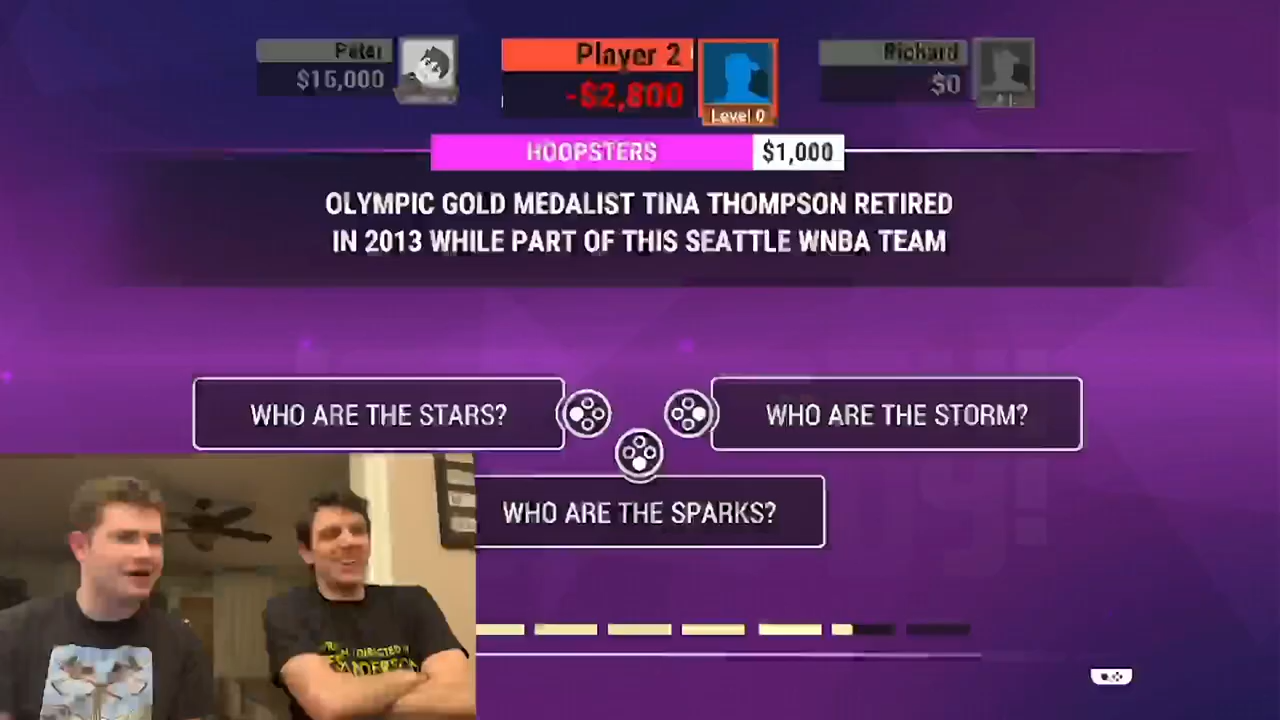 Peter
$15,000
Player 2
-$2,800
Level 0
Richard
$0
HOOPSTERS
$1,000
OLYMPIC GOLD MEDALIST TINA THOMPSON RETIRED
IN 2013 WHILE PART OF THIS SEATTLE WNBA TEAM
WHO ARE THE STARS?
WHO ARE THE STORM?
WHO ARE THE SPARKS?